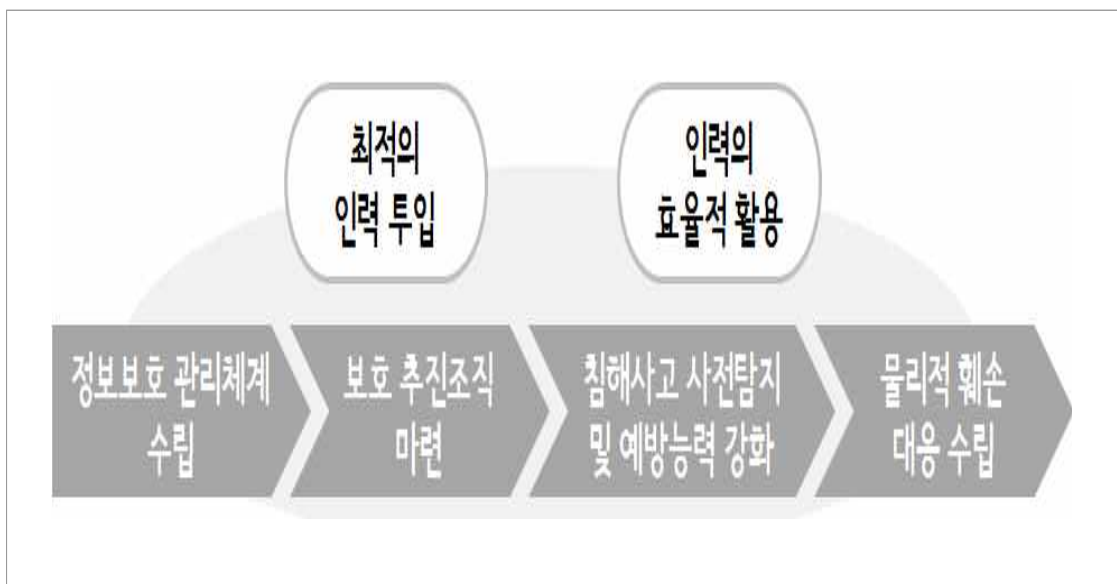 최적의
인력 투입
인력의
효율적 활용
정보보호 관리체계
수립
보호 추진조직
마련
침해사고 사전탐지
및 예방능력 강화
물리적 훼손
대응 수립